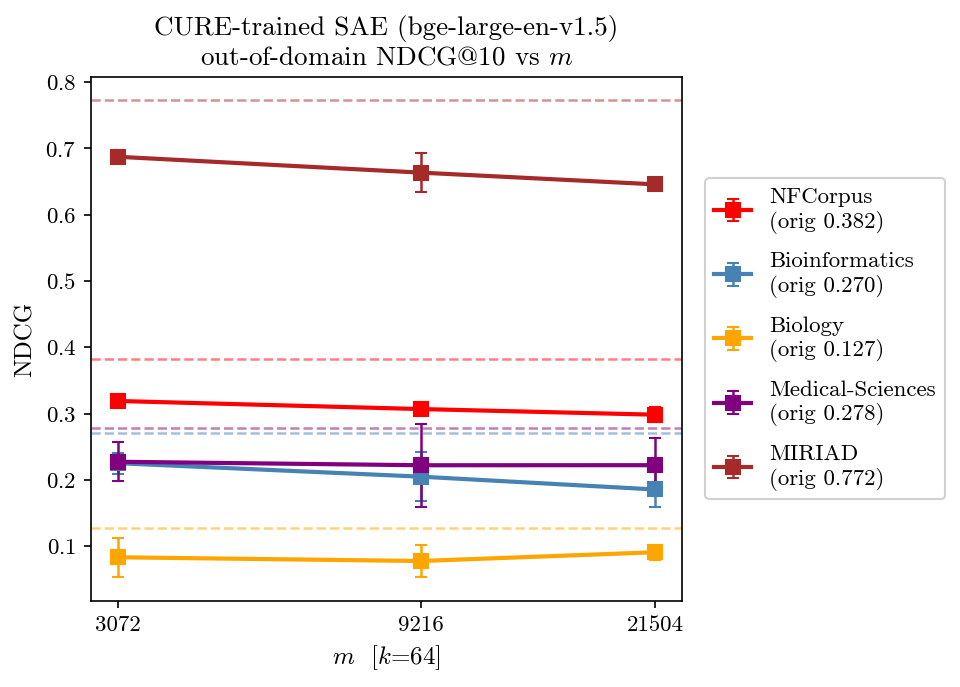 CURE-trained SAE (bge-large-en-v1.5)
out-of-domain NDCG@10 vs m
NDCG
0.8
0.7
0.6
0.5
0.4
0.3
0.2
0.1
3072
9216
21504
m [k=64]
NFCorpus
(orig 0.382)
Bioinformatics
(orig 0.270)
Biology
(orig 0.127)
Medical-Sciences
(orig 0.278)
MIRIAD
(orig 0.772)